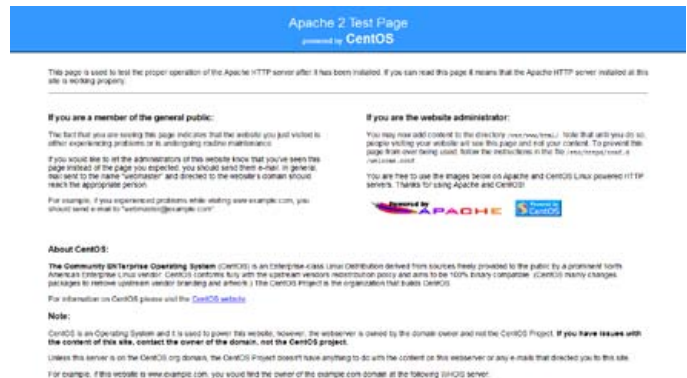 Apache 2 Test Page
powered by CentOS
This page is used to test the proper operation of the Apache HTTP server after it has been installed. If you can read this page it means that the Apache HTTP server installed at this
site is working properly.
If you are a member of the general public:
The fact that you are seeing this page indicates that the website you just visited is
either experiencing problems or is undergoing routine maintenance.
If you would like to let the administrators of this website know that you've seen this
page instead of the page you expected, you should send them e-mail. In general,
mail sent to the name "webmaster" and directed to the website's domain should
reach the appropriate person.
For example, if you experienced problems while visiting www.example.com, you
should send e-mail to "webmaster@example.com".
If you are the website administrator:
You may now add content to the directory /var/www/html/. Note that until you do so,
people visiting your website will see this page and not your content. To prevent this
page from ever being used, follow the instructions in the file /etc/httpd/conf.d
/welcome.conf.
You are free to use the images below on Apache and CentOS Linux powered HTTP
servers. Thanks for using Apache and CentOS!
Powered by
APACHE
Powered by
CentOS
About CentOS:
The Community ENTerprise Operating System (CentOS) is an Enterprise-class Linux Distribution derived from sources freely provided to the public by a prominent North
American Enterprise Linux vendor. CentOS conforms fully with the upstream vendors redistribution policy and aims to be 100% binary compatible. (CentOS mainly changes
packages to remove upstream vendor branding and artwork.) The CentOS Project is the organization that builds CentOS.
For information on CentOS please visit the CentOS website.
Note:
CentOS is an Operating System and it is used to power this website; however, the webserver is owned by the domain owner and not the CentOS Project. If you have issues with
the content of this site, contact the owner of the domain, not the CentOS project.
Unless this server is on the CentOS.org domain, the CentOS Project doesn't have anything to do with the content on this webserver or any e-mails that directed you to this site.
For example, if this website is www.example.com, you would find the owner of the example.com domain at the following WHOIS server: